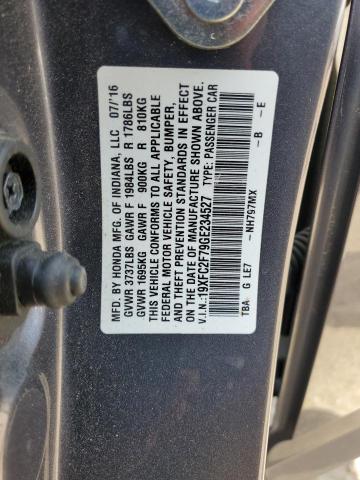 MFD. BY HONDA MFG. OF INDIANA, LLC 07/'16
GVWR 3737LBS GAWR F 1984LBS R 1786LBS
GVWR 1695KG GAWR F 900KG R 810KG
THIS VEHICLE CONFORMS TO ALL APPLICABLE
FEDERAL MOTOR VEHICLE SAFETY, BUMPER,
AND THEFT PREVENTION STANDARDS IN EFFECT
ON THE DATE OF MANUFACTURE SHOWN ABOVE.
V.I.N.:19XFC2F79GE234527 TYPE: PASSENGER CAR
TBA G LE7 -NH797MX -B -E